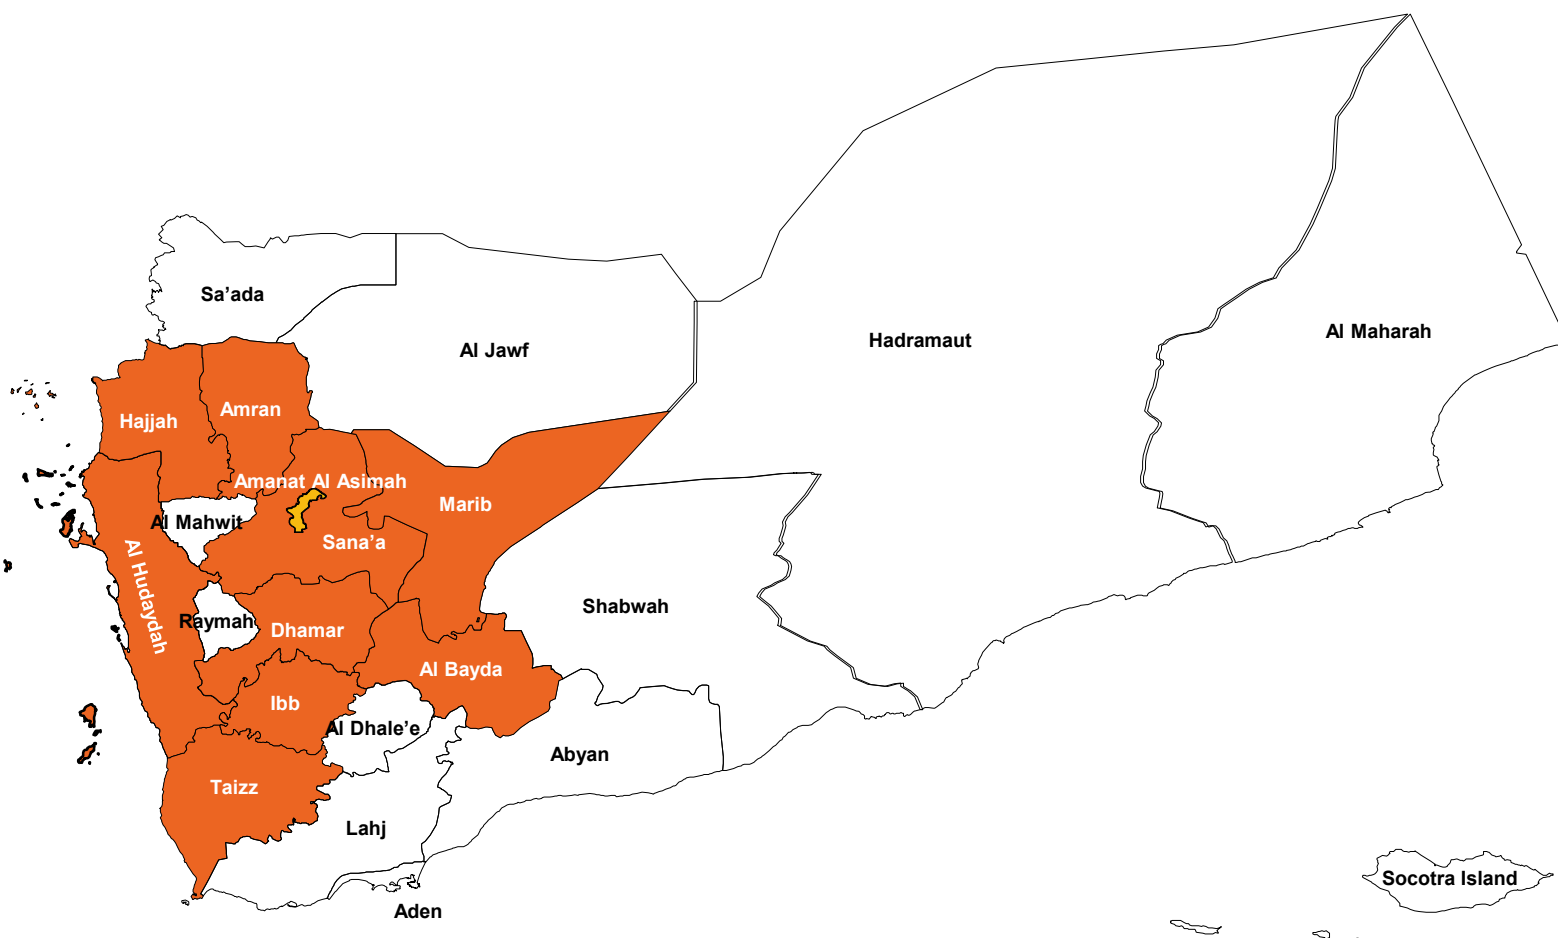 Sa’ada
Al Jawf
Hadramaut
Al Maharah
Hajjah
Amran
Amanat Al Asimah
Marib
Al Mahwit
Sana’a
Al Hudaydah
Raymah
Dhamar
Shabwah
Al Bayda
Ibb
Al Dhale’e
Abyan
Taizz
Lahj
Aden
Socotra Island